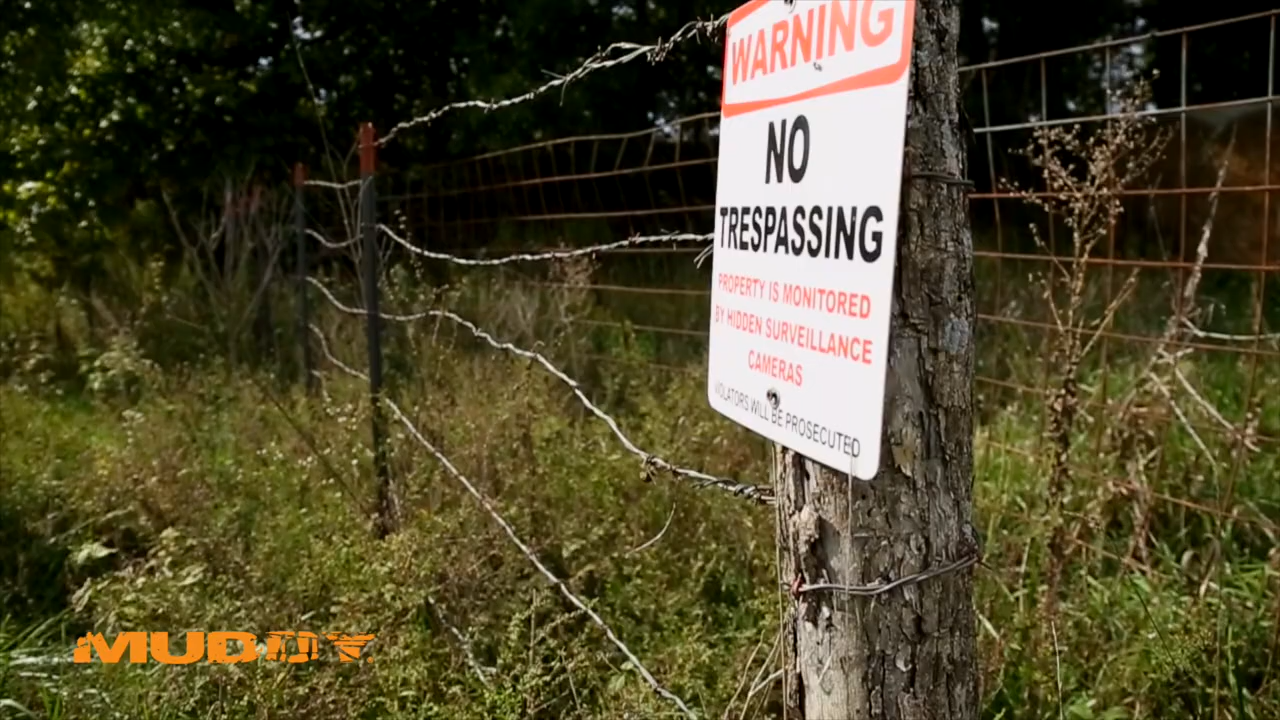 WARNING
NO
TRESPASSING
PROPERTY IS MONITORED
BY HIDDEN SURVEILLANCE
CAMERAS
VIOLATORS WILL BE PROSECUTED
MUDDY